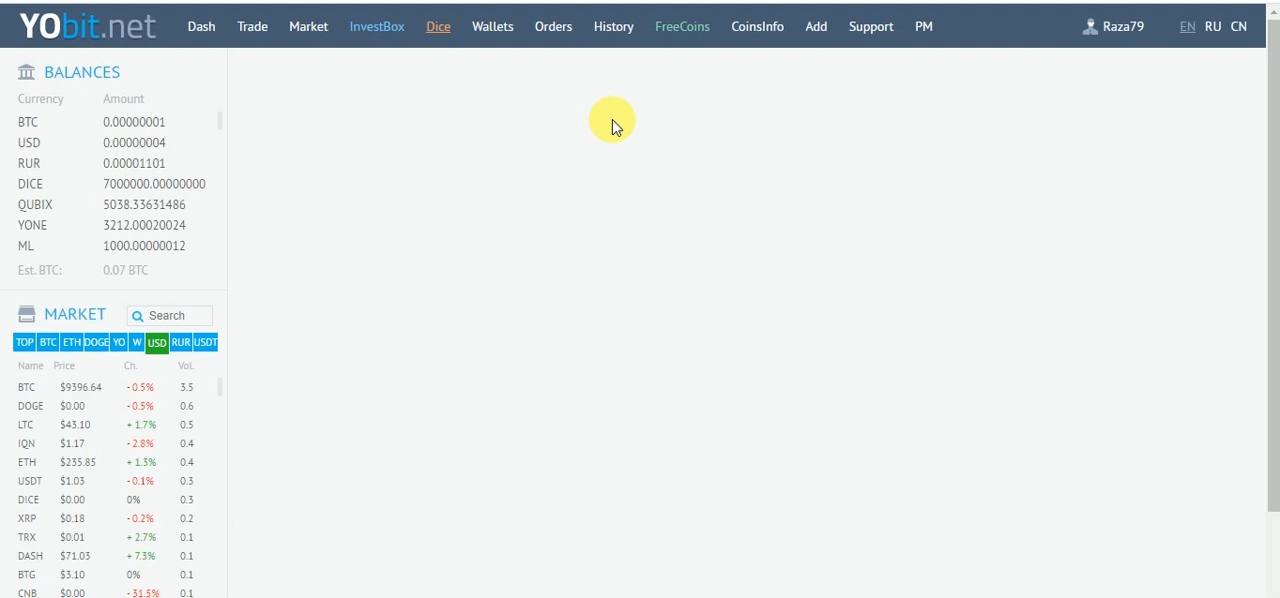 YObit.net Dash Trade Market InvestBox Dice Wallets Orders History FreeCoins CoinsInfo Add Support PM Raza79 EN RU CN
BALANCES
Currency Amount
BTC 0.00000001
USD 0.00000004
RUR 0.00001101
DICE 7000000.00000000
QUBIX 5038.33631486
YONE 3212.00020024
ML 1000.00000012
Est. BTC: 0.07 BTC
MARKET Search
TOP BTC ETH DOGE YO W USD RUR USDT
Name Price Ch. Vol.
BTC $9396.64 - 0.5% 3.5
DOGE $0.00 - 0.5% 0.6
LTC $43.10 + 1.7% 0.5
IQN $1.17 - 2.8% 0.4
ETH $235.85 + 1.3% 0.4
USDT $1.03 - 0.1% 0.3
DICE $0.00 0% 0.3
XRP $0.18 - 0.2% 0.2
TRX $0.01 + 2.7% 0.1
DASH $71.03 + 7.3% 0.1
BTG $3.10 0% 0.1
CNB $0.00 - 31.5% 0.1